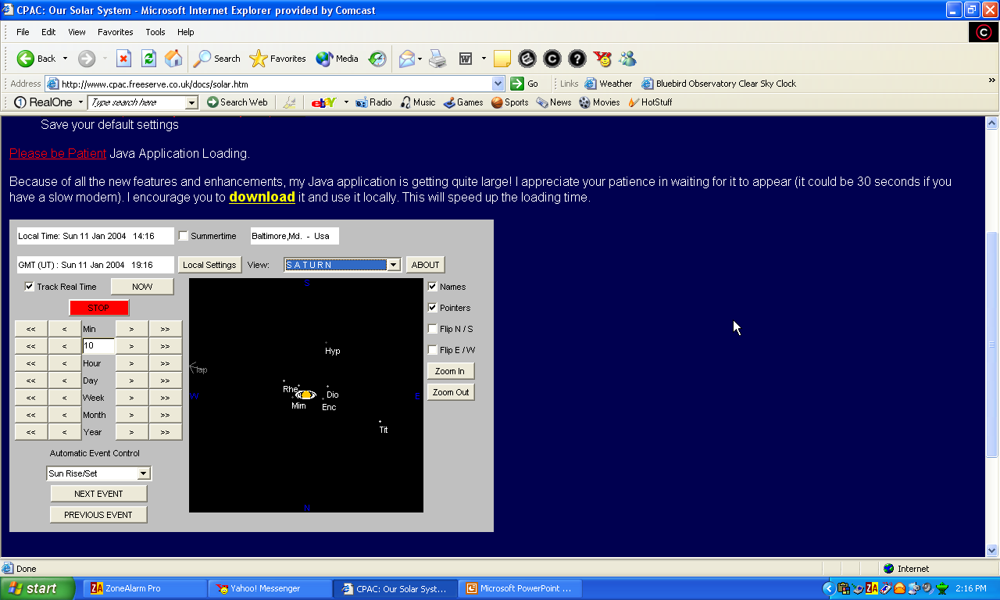 CPAC: Our Solar System - Microsoft Internet Explorer provided by Comcast
File Edit View Favorites Tools Help
Back Search Favorites Media
Address http://www.cpac.freeserve.co.uk/docs/solar.htm Go Links Weather Bluebird Observatory Clear Sky Clock
RealOne Type search here Search Web ebY Radio Music Games Sports News Movies HotStuff
Save your default settings
Please be Patient Java Application Loading.
Because of all the new features and enhancements, my Java application is getting quite large! I appreciate your patience in waiting for it to appear (it could be 30 seconds if you
have a slow modem). I encourage you to download it and use it locally. This will speed up the loading time.
Local Time: Sun 11 Jan 2004 14:16 Summertime Baltimore,Md. - Usa
GMT (UT) : Sun 11 Jan 2004 19:16 Local Settings View: S A T U R N ABOUT
Track Real Time NOW S Names
STOP Pointers
<< < Min > >> Flip N / S
<< < 10 > >> Hyp Flip E / W
<< < Hour > >> Iap Zoom In
<< < Day > >>
Rhe Dio Zoom Out
<< < Week > >> W E
Mim Enc
<< < Month > >>
<< < Year > >> Tit
Automatic Event Control
Sun Rise/Set
NEXT EVENT
N
PREVIOUS EVENT
Done Internet
start ZA ZoneAlarm Pro Yahoo! Messenger CPAC: Our Solar Syst... Microsoft PowerPoint ... ZA 2:16 PM